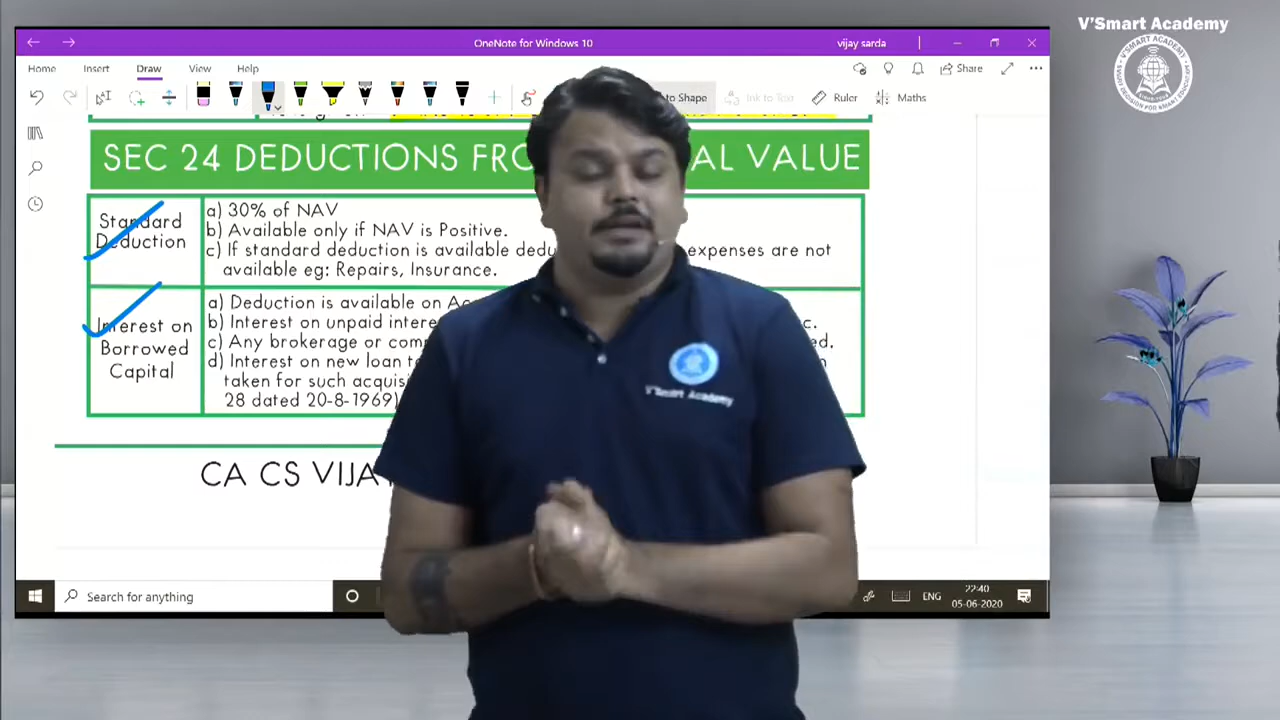 V'Smart Academy
OneNote for Windows 10
vijay sarda
Home Insert Draw View Help
Share
to Shape
Ink to Text
Ruler
Maths
SEC 24 DEDUCTIONS FRO AL VALUE
Standard
Deduction
a) 30% of NAV
b) Available only if NAV is Positive.
c) If standard deduction is available dedu expenses are not
available eg: Repairs, Insurance.
Interest on
Borrowed
Capital
a) Deduction is available on Ac
b) Interest on unpaid intere c.
c) Any brokerage or com ed.
d) Interest on new loan t n
taken for such acquis
28 dated 20-8-1969)
CA CS VIJA
V'Smart Academy
Search for anything
ENG
22:40
05-06-2020